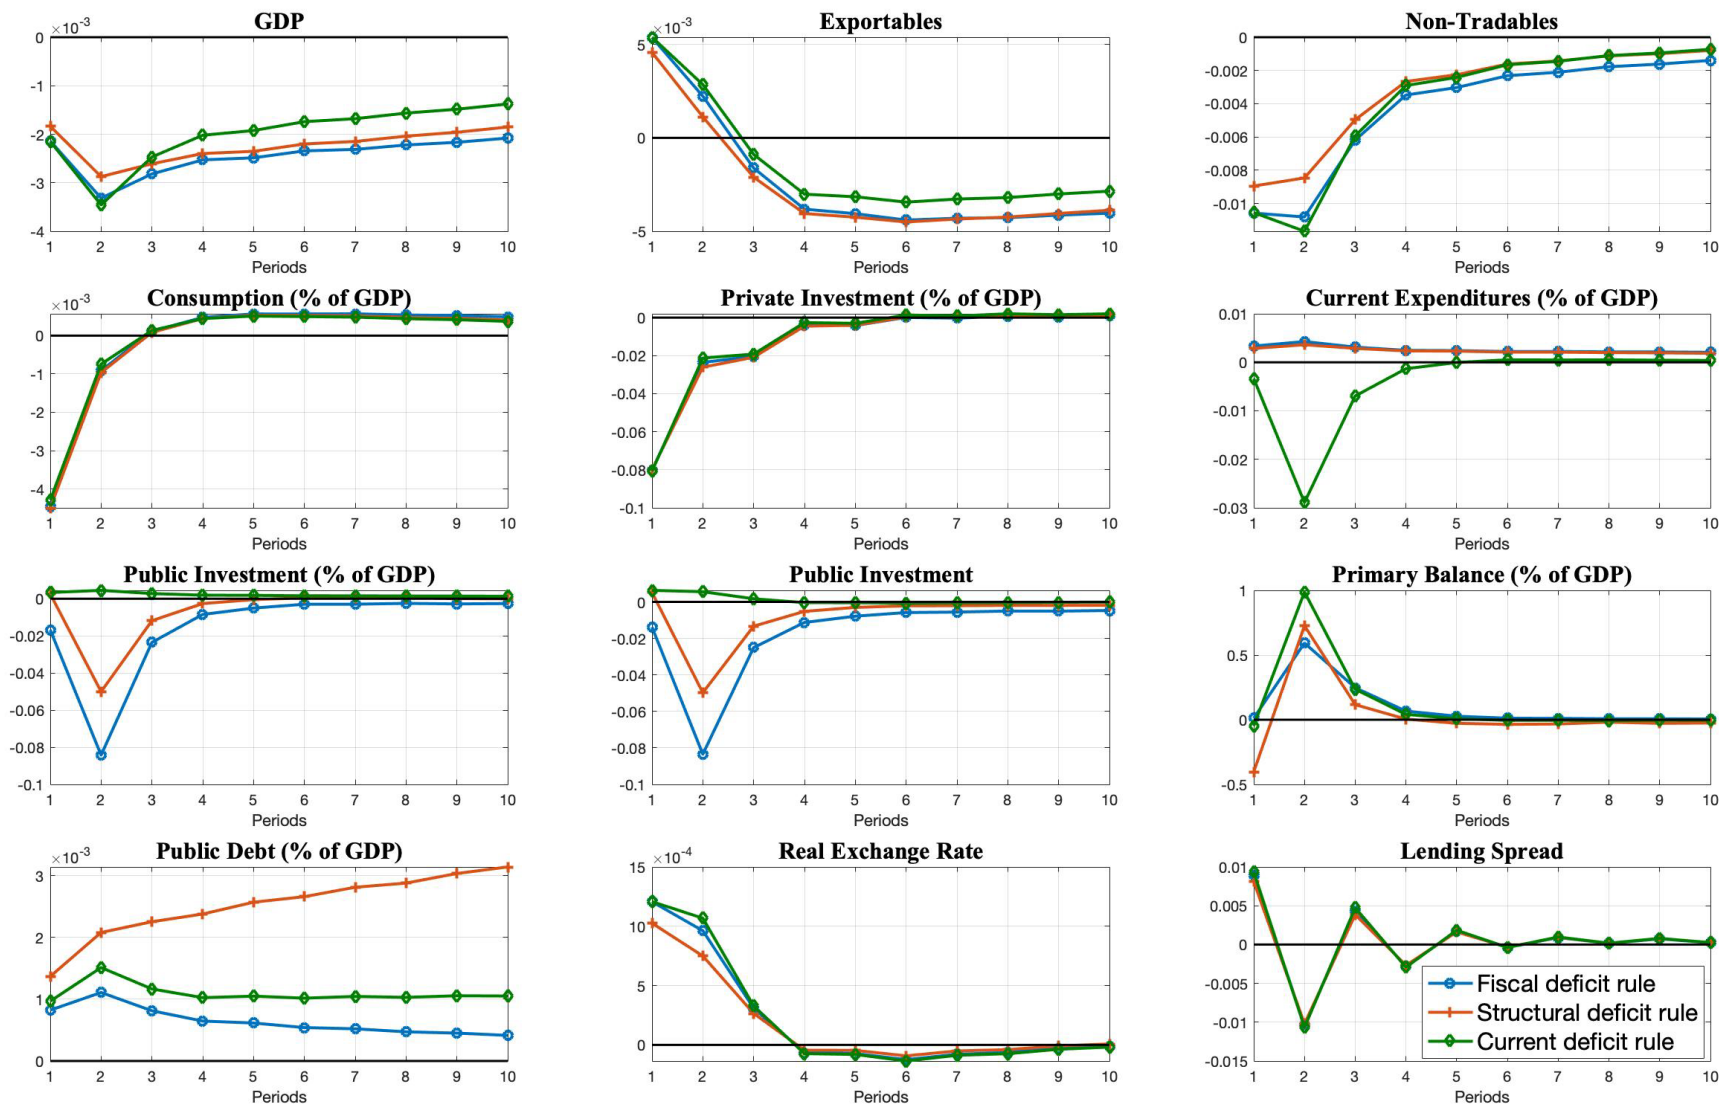 GDP
×10⁻³
0
-1
-2
-3
-4
1 2 3 4 5 6 7 8 9 10
Periods
Exportables
×10⁻³
5
0
-5
1 2 3 4 5 6 7 8 9 10
Periods
Non-Tradables
0
-0.002
-0.004
-0.006
-0.008
-0.01
1 2 3 4 5 6 7 8 9 10
Periods
Consumption (% of GDP)
×10⁻³
0
-1
-2
-3
-4
1 2 3 4 5 6 7 8 9 10
Periods
Private Investment (% of GDP)
0
-0.02
-0.04
-0.06
-0.08
-0.1
1 2 3 4 5 6 7 8 9 10
Periods
Current Expenditures (% of GDP)
0.01
0
-0.01
-0.02
-0.03
1 2 3 4 5 6 7 8 9 10
Periods
Public Investment (% of GDP)
0
-0.02
-0.04
-0.06
-0.08
-0.1
1 2 3 4 5 6 7 8 9 10
Periods
Public Investment
0
-0.02
-0.04
-0.06
-0.08
-0.1
1 2 3 4 5 6 7 8 9 10
Periods
Primary Balance (% of GDP)
1
0.5
0
-0.5
1 2 3 4 5 6 7 8 9 10
Periods
Public Debt (% of GDP)
×10⁻³
3
2
1
0
1 2 3 4 5 6 7 8 9 10
Periods
Real Exchange Rate
×10⁻⁴
15
10
5
0
1 2 3 4 5 6 7 8 9 10
Periods
Lending Spread
0.01
0.005
0
-0.005
-0.01
-0.015
1 2 3 4 5 6 7 8 9 10
Periods
Fiscal deficit rule
Structural deficit rule
Current deficit rule